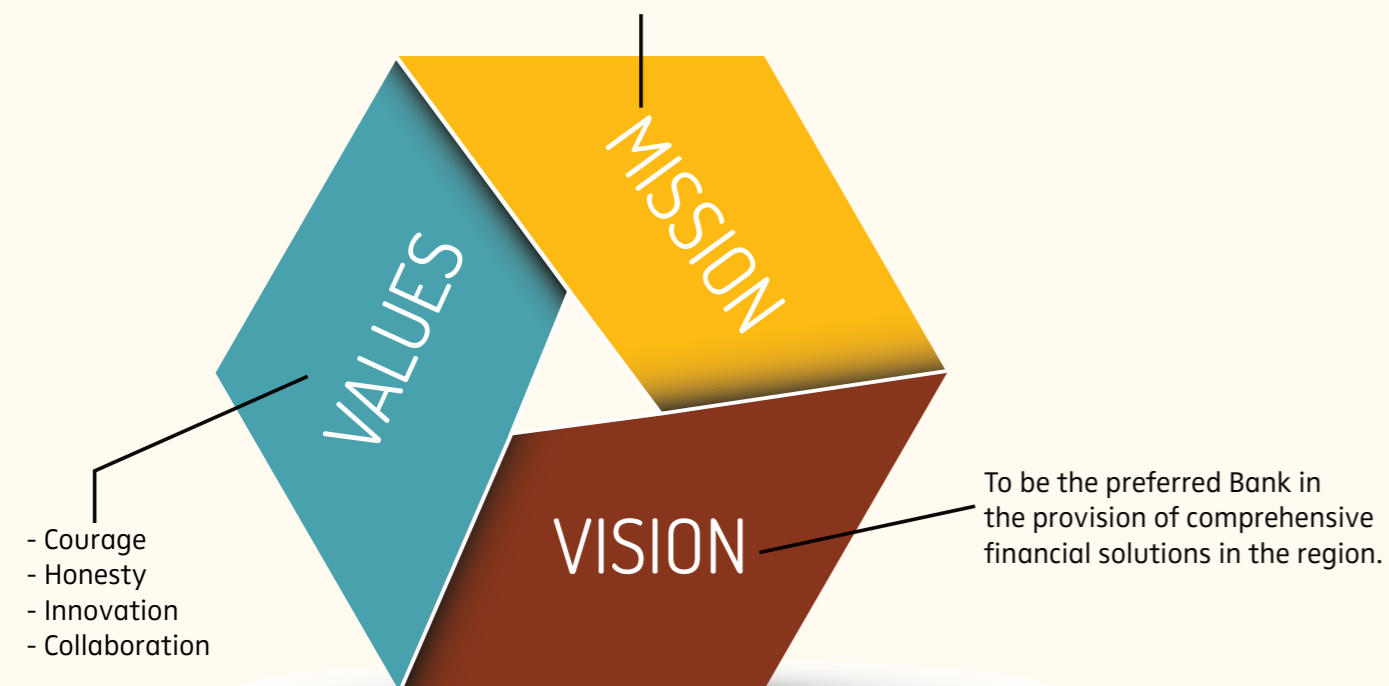 MISSION
VALUES
VISION
To be the preferred Bank in
the provision of comprehensive
financial solutions in the region.
- Courage
- Honesty
- Innovation
- Collaboration